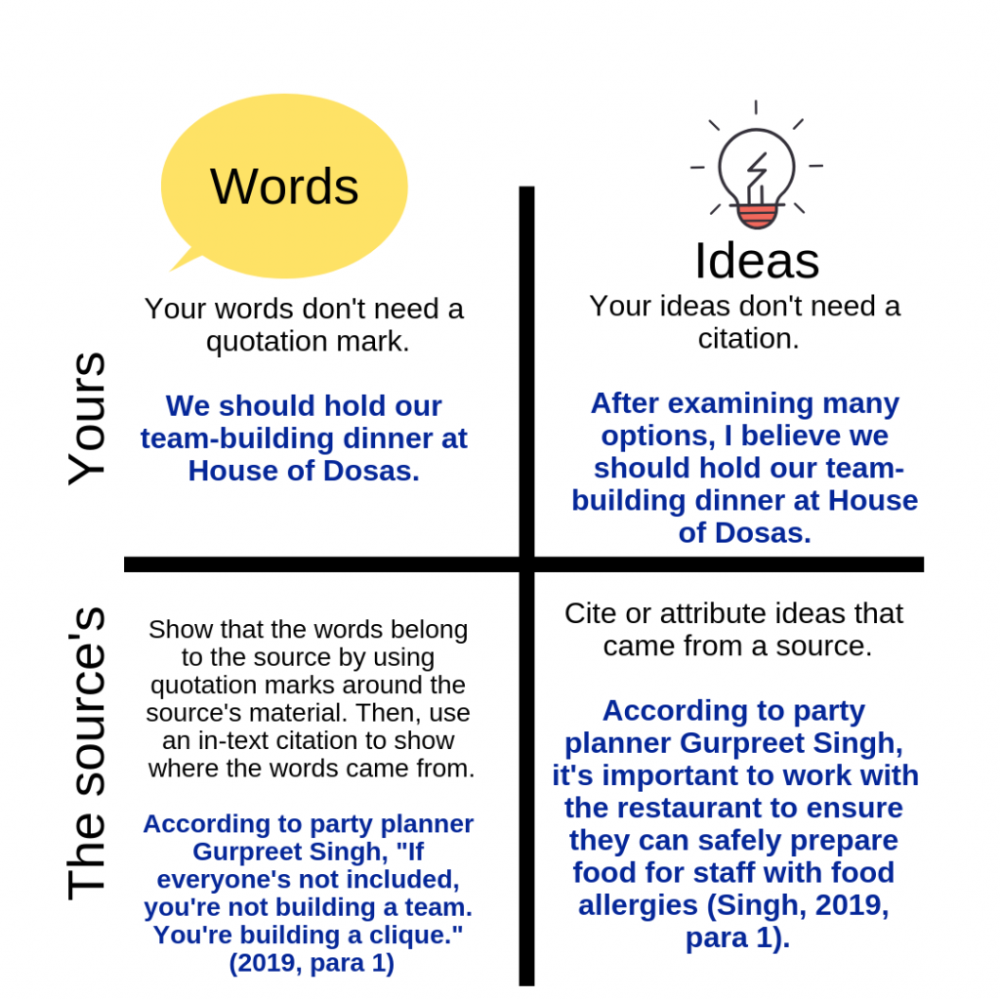 Words
Ideas
Yours
Your words don't need a
quotation mark.
We should hold our
team-building dinner at
House of Dosas.
Your ideas don't need a
citation.
After examining many
options, I believe we
should hold our team-
building dinner at House
of Dosas.
The source's
Show that the words belong
to the source by using
quotation marks around the
source's material. Then, use
an in-text citation to show
where the words came from.
According to party planner
Gurpreet Singh, "If
everyone's not included,
you're not building a team.
You're building a clique."
(2019, para 1)
Cite or attribute ideas that
came from a source.
According to party
planner Gurpreet Singh,
it's important to work with
the restaurant to ensure
they can safely prepare
food for staff with food
allergies (Singh, 2019,
para 1).